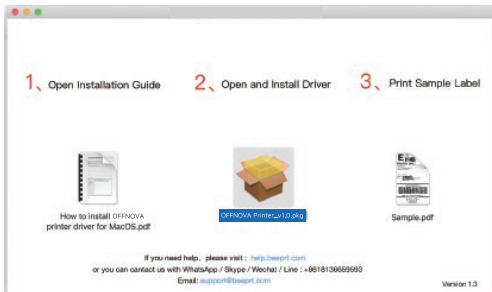 1、Open Installation Guide
2、Open and Install Driver
3、Print Sample Label
How to install OFFNOVA
printer driver for MacOS.pdf
OFFNOVA Printer_v1.0.pkg
Sample.pdf
If you need help, please visit : help.beeprt.com
or you can cantact us with WhatsApp / Skype / Wechat / Line : +8618136659593
Email: support@beeprt.com
Version 1.3